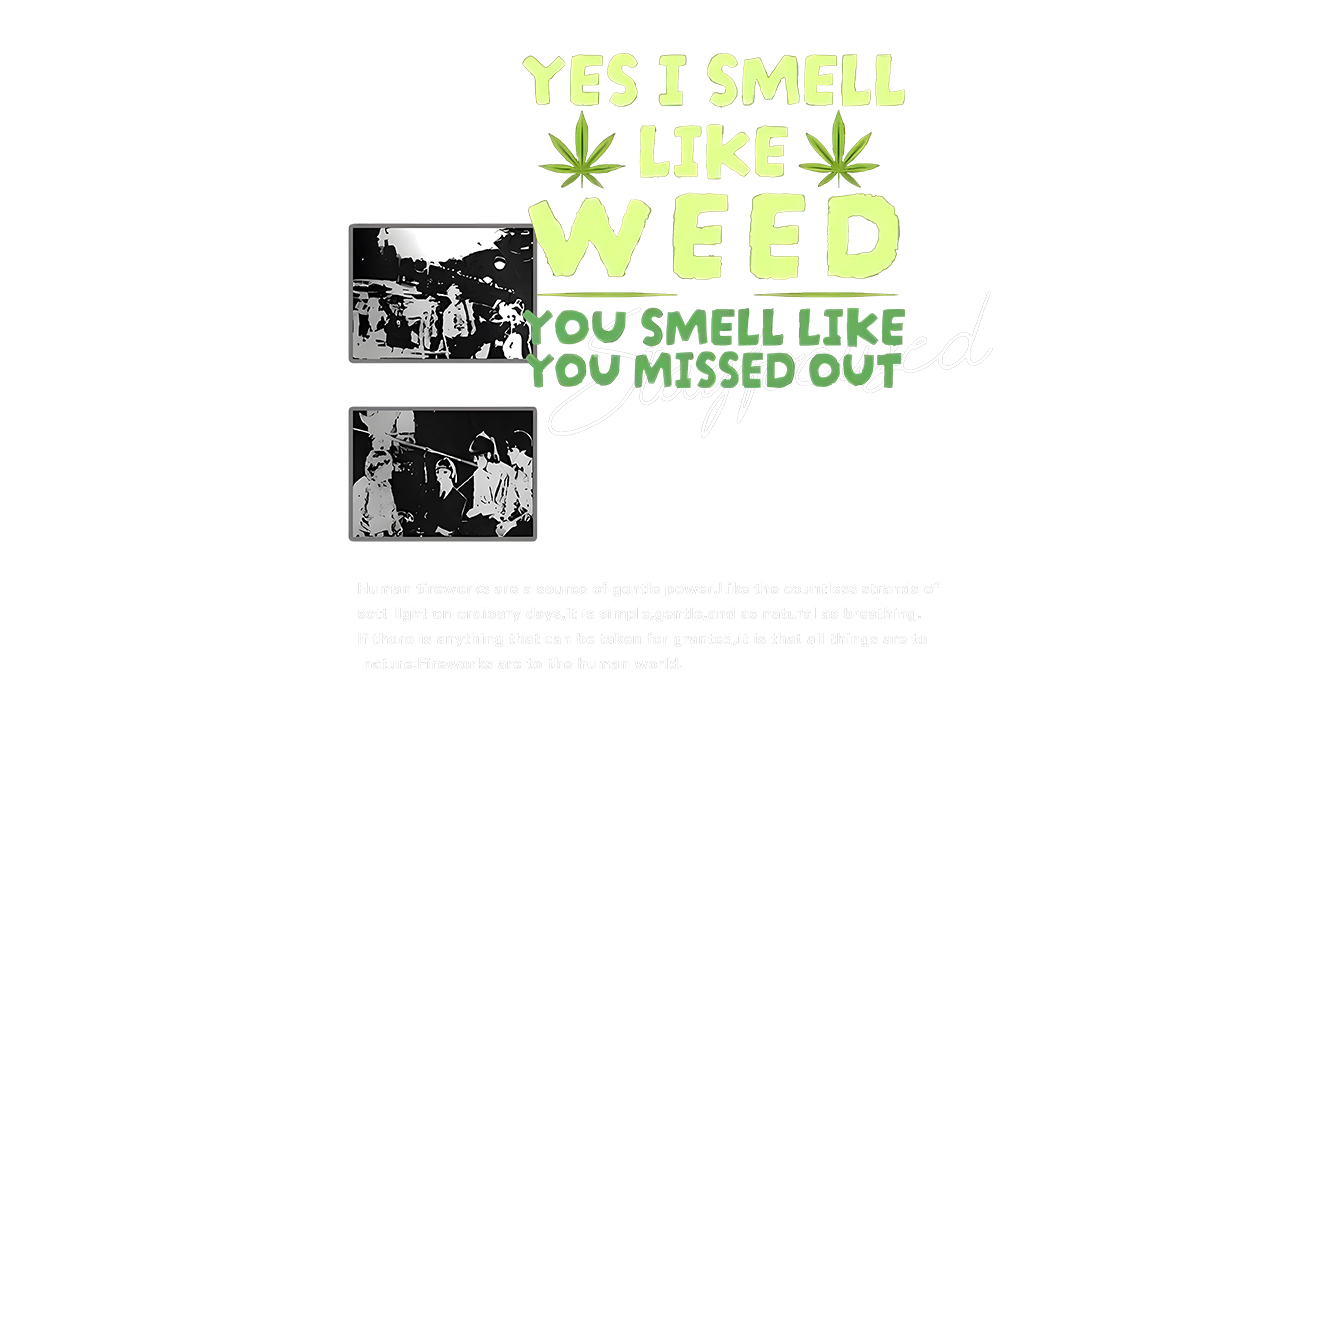 YES I SMELL
LIKE
WEED
YOU SMELL LIKE
YOU MISSED OUT
Human fireworks are a source of gentle power.Like the countless strands of
soft light on ordinary days,it is simple,gentle,and as natural as breathing.
If there is anything that can be taken for granted,it is that all things are to
nature.Fireworks are to the human world.